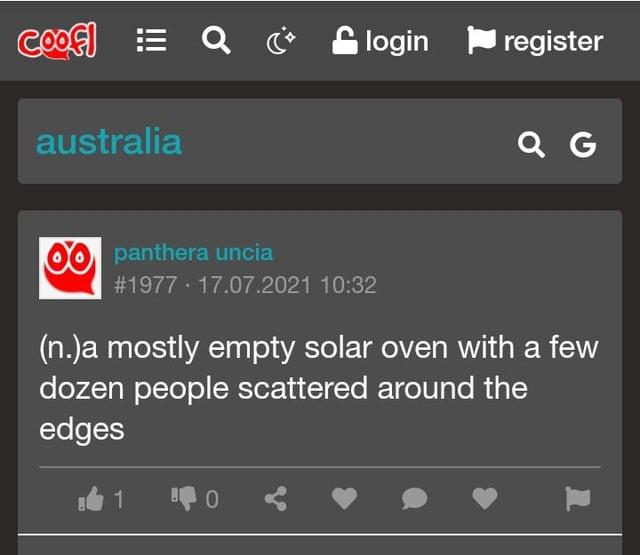 coofl login register
australia
panthera uncia
#1977 · 17.07.2021 10:32
(n.)a mostly empty solar oven with a few
dozen people scattered around the
edges
1 0